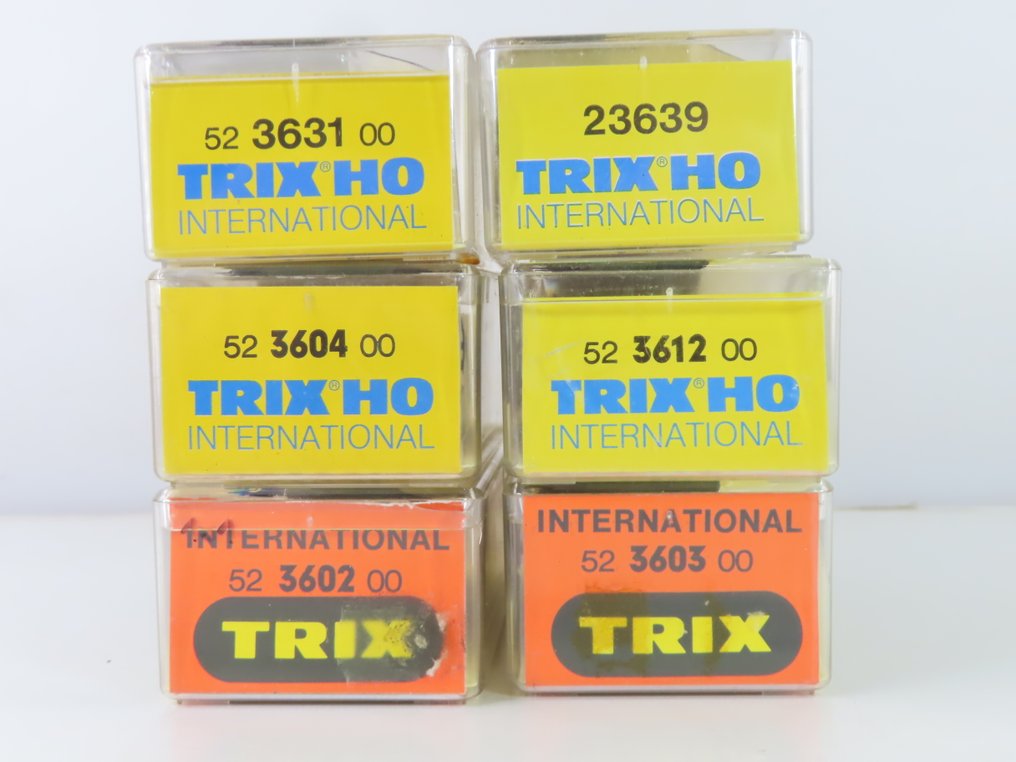 52 3631 00
TRIX® HO
INTERNATIONAL
23639
TRIX® HO
INTERNATIONAL
52 3604 00
TRIX® HO
INTERNATIONAL
52 3612 00
TRIX® HO
INTERNATIONAL
INTERNATIONAL
52 3602 00
TRIX
INTERNATIONAL
52 3603 00
TRIX